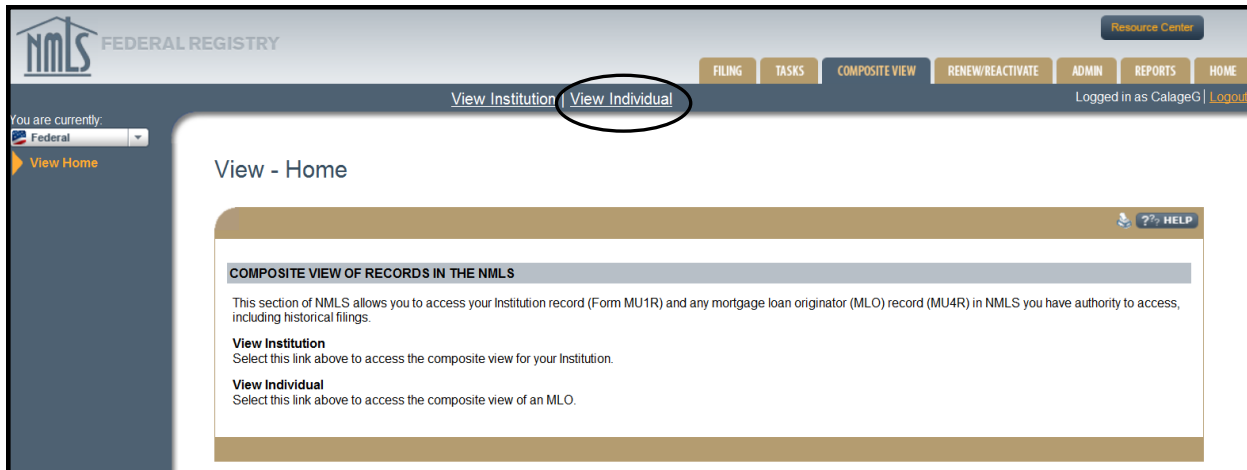 Resource Center
NMLS FEDERAL REGISTRY
FILING TASKS COMPOSITE VIEW RENEW/REACTIVATE ADMIN REPORTS HOME
View Institution | View Individual
Logged in as CalageG | Logout
You are currently:
Federal
View Home
View - Home
??? HELP
COMPOSITE VIEW OF RECORDS IN THE NMLS
This section of NMLS allows you to access your Institution record (Form MU1R) and any mortgage loan originator (MLO) record (MU4R) in NMLS you have authority to access,
including historical filings.
View Institution
Select this link above to access the composite view for your Institution.
View Individual
Select this link above to access the composite view of an MLO.